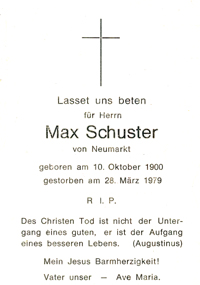 Lasset uns beten
für Herrn
Max Schuster
von Neumarkt
geboren am 10. Oktober 1900
gestorben am 28. März 1979
R. I. P.
Des Christen Tod ist nicht der Unter-
gang eines guten, er ist der Aufgang
eines besseren Lebens. (Augustinus)
Mein Jesus Barmherzigkeit!
Vater unser — Ave Maria.